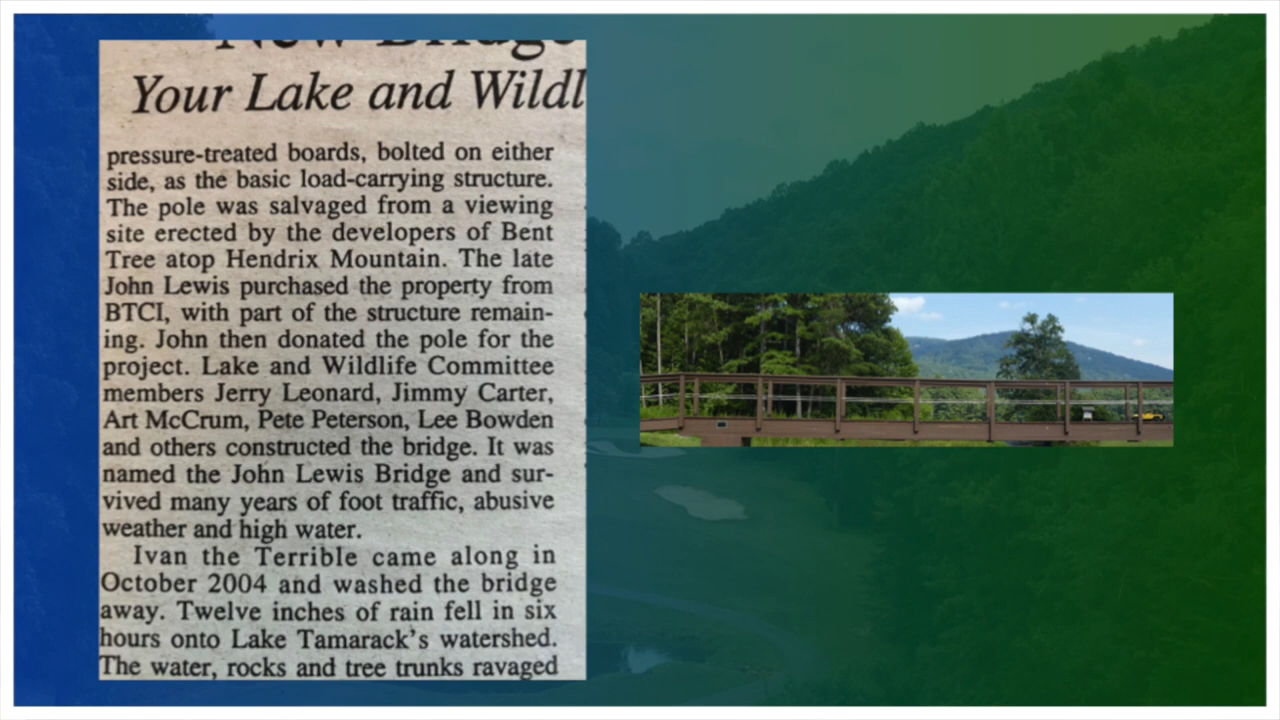 New Bridge
Your Lake and Wildl
pressure-treated boards, bolted on either
side, as the basic load-carrying structure.
The pole was salvaged from a viewing
site erected by the developers of Bent
Tree atop Hendrix Mountain. The late
John Lewis purchased the property from
BTCI, with part of the structure remain-
ing. John then donated the pole for the
project. Lake and Wildlife Committee
members Jerry Leonard, Jimmy Carter,
Art McCrum, Pete Peterson, Lee Bowden
and others constructed the bridge. It was
named the John Lewis Bridge and sur-
vived many years of foot traffic, abusive
weather and high water.
Ivan the Terrible came along in
October 2004 and washed the bridge
away. Twelve inches of rain fell in six
hours onto Lake Tamarack's watershed.
The water, rocks and tree trunks ravaged